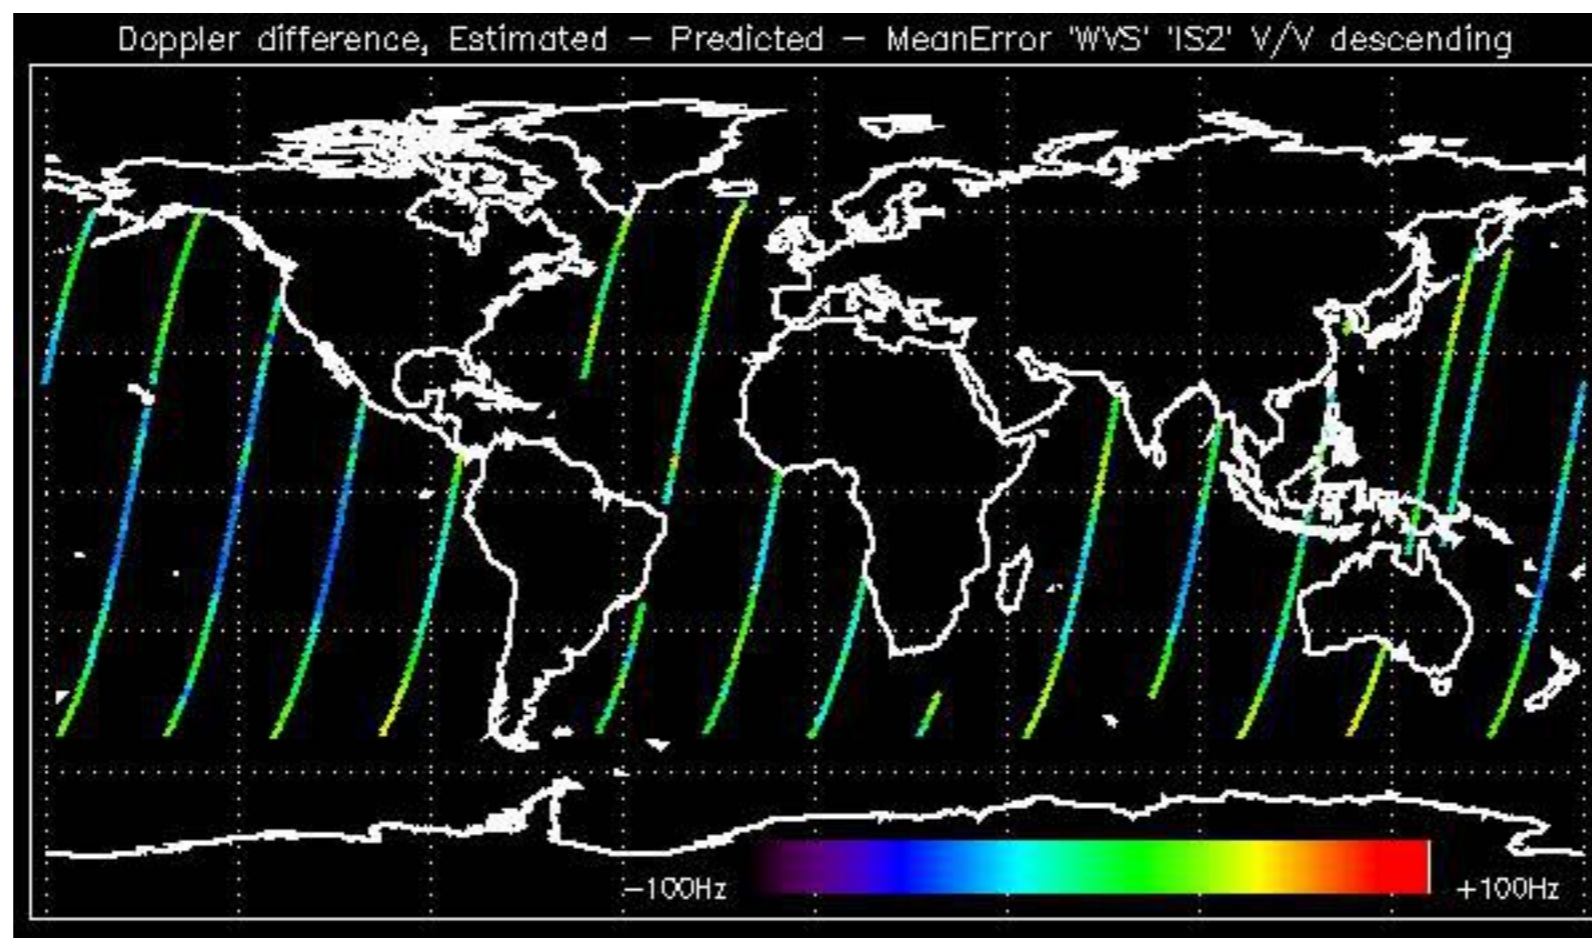 Doppler difference, Estimated - Predicted - MeanError 'WVS' 'IS2' V/V descending
-100Hz
+100Hz